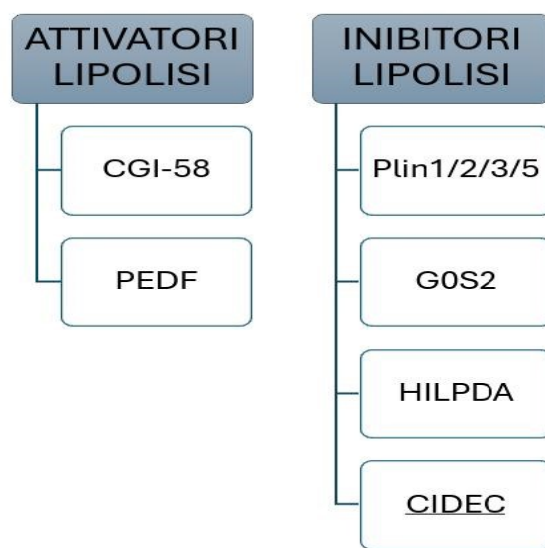 ATTIVATORI
LIPOLISI
CGI-58
PEDF
INIBITORI
LIPOLISI
Plin1/2/3/5
G0S2
HILPDA
CIDEC